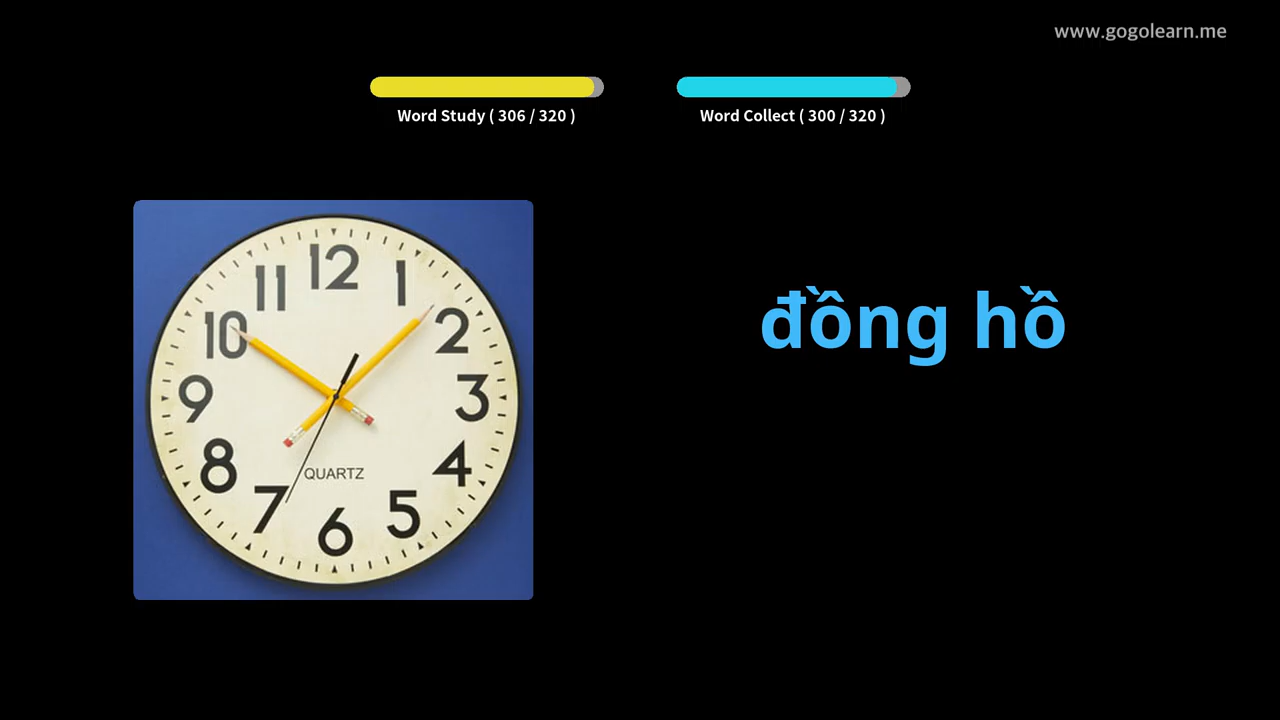 www.gogolearn.me
Word Study ( 306 / 320 )
Word Collect ( 300 / 320 )
12
11
1
10
2
9
3
8
4
QUARTZ
7
5
6
đồng hồ